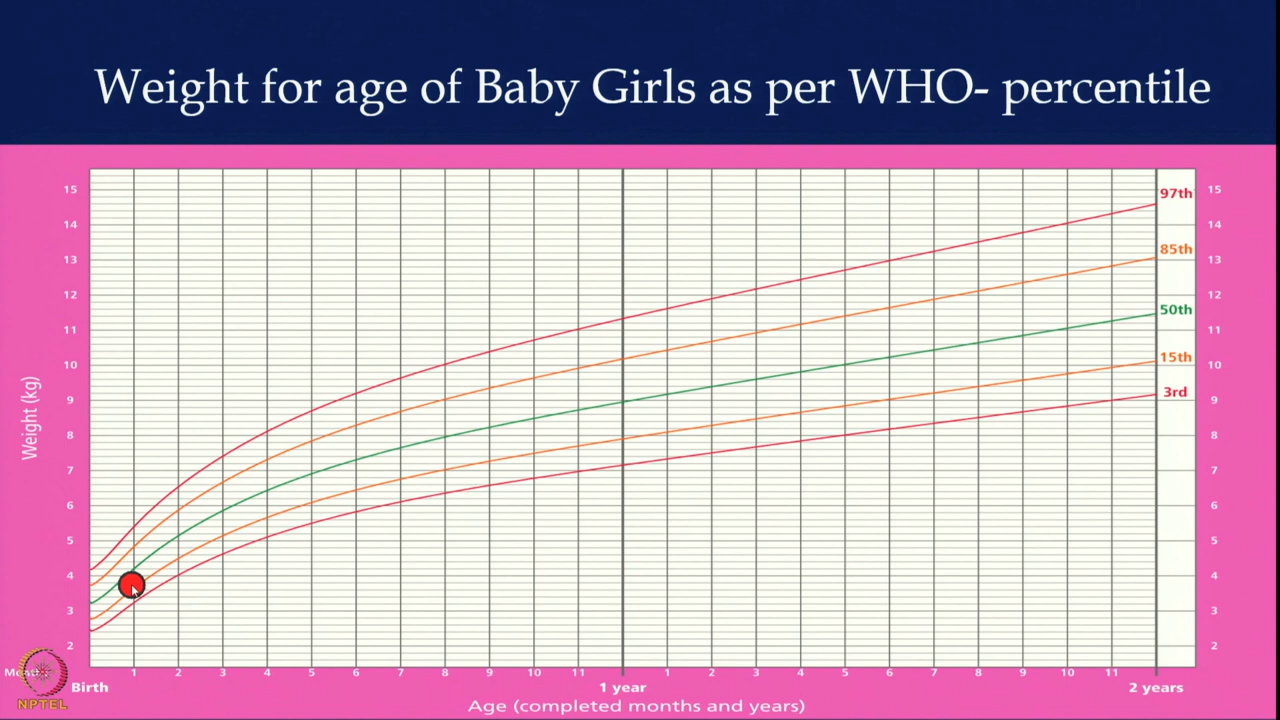 Weight for age of Baby Girls as per WHO- percentile
15 97th 15
14 85th 14
13 13
12 50th 12
11 11
10 15th 10
9 3rd 9
8 8
7 7
6 6
5 5
4 4
3 3
2 2
Weight (kg)
1 2 3 4 5 6 7 8 9 10 11 1 2 3 4 5 6 7 8 9 10 11
Birth 1 year 2 years
Age (completed months and years)
NPTEL